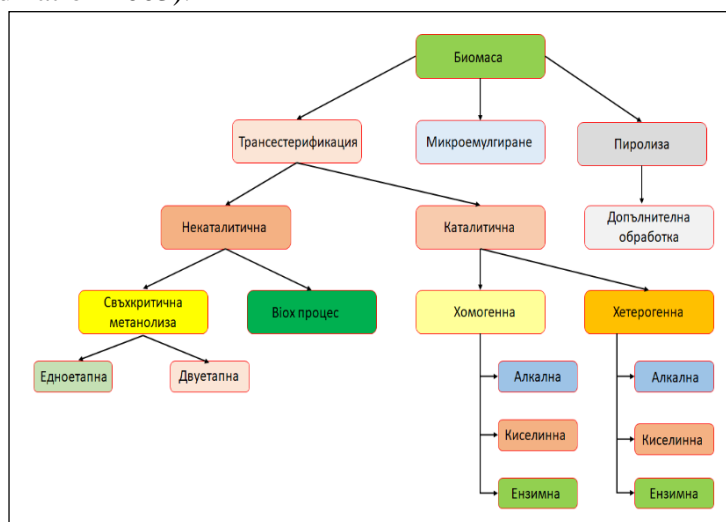 Биомаса
Трансестерификация
Микроемулгиране
Пиролиза
Некаталитична
Каталитична
Допълнителна
обработка
Свъхкритична
метанолиза
Biox процес
Хомогенна
Хетерогенна
Едноетапна
Двуетапна
Алкална
Алкална
Киселинна
Киселинна
Ензимна
Ензимна